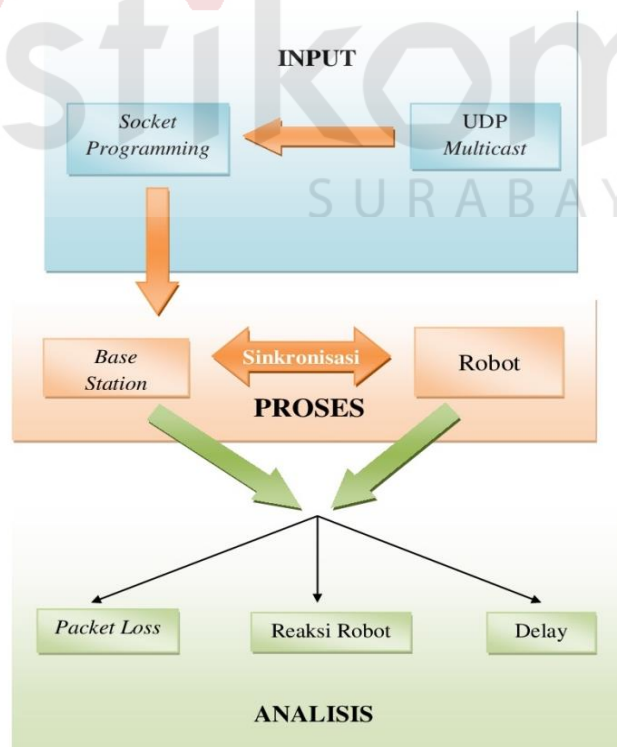 stikom
SURABAYA
INPUT
Socket
Programming
UDP
Multicast
Base
Station
Sinkronisasi
Robot
PROSES
Packet Loss
Reaksi Robot
Delay
ANALISIS